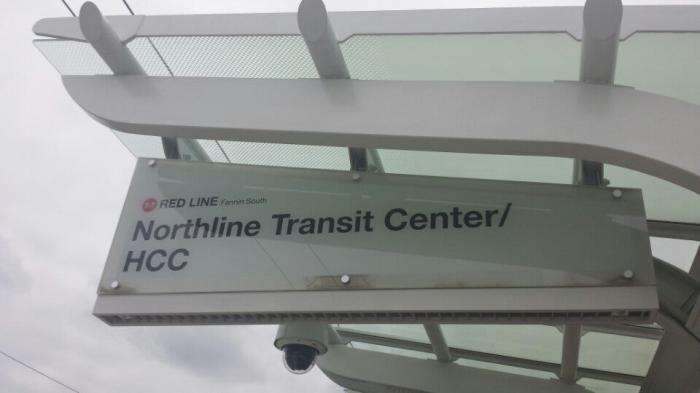 RED LINE Fannin South
Northline Transit Center/
HCC